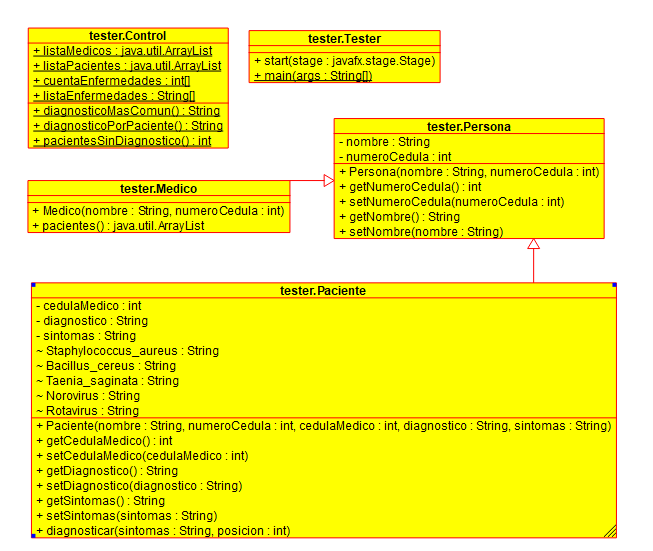 tester.Control
+ listaMedicos : java.util.ArrayList
+ listaPacientes : java.util.ArrayList
+ cuentaEnfermedades : int[]
+ listaEnfermedades : String[]
+ diagnosticoMasComun() : String
+ diagnosticoPorPaciente() : String
+ pacientesSinDiagnostico() : int
tester.Tester
+ start(stage : javafx.stage.Stage)
+ main(args : String[])
tester.Persona
- nombre : String
- numeroCedula : int
+ Persona(nombre : String, numeroCedula : int)
+ getNumeroCedula() : int
+ setNumeroCedula(numeroCedula : int)
+ getNombre() : String
+ setNombre(nombre : String)
tester.Medico
+ Medico(nombre : String, numeroCedula : int)
+ pacientes() : java.util.ArrayList
tester.Paciente
- cedulaMedico : int
- diagnostico : String
- sintomas : String
~ Staphylococcus_aureus : String
~ Bacillus_cereus : String
~ Taenia_saginata : String
~ Norovirus : String
~ Rotavirus : String
+ Paciente(nombre : String, numeroCedula : int, cedulaMedico : int, diagnostico : String, sintomas : String)
+ getCedulaMedico() : int
+ setCedulaMedico(cedulaMedico : int)
+ getDiagnostico() : String
+ setDiagnostico(diagnostico : String)
+ getSintomas() : String
+ setSintomas(sintomas : String)
+ diagnosticar(sintomas : String, posicion : int)